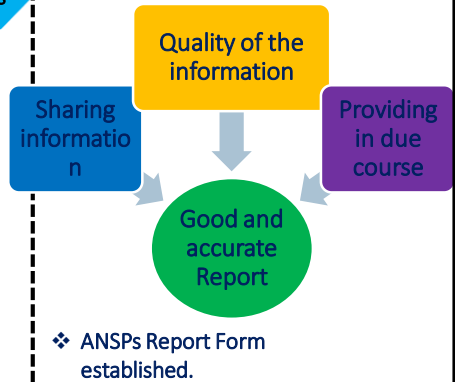 Quality of the
information
Sharing
informatio
n
Providing
in due
course
Good and
accurate
Report
❖ ANSPs Report Form
established.